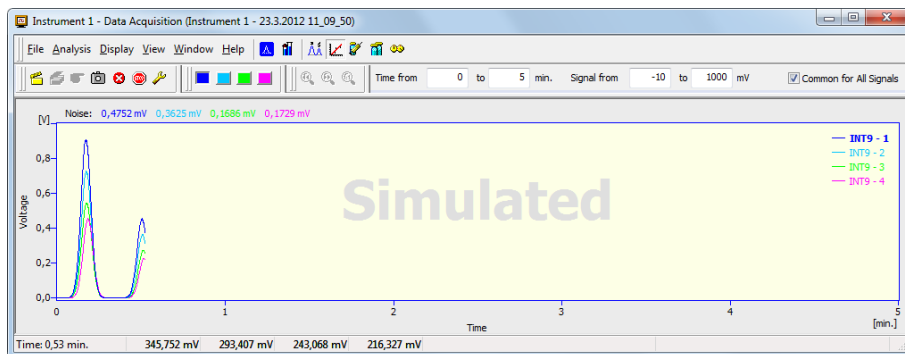 Instrument 1 - Data Acquisition (Instrument 1 - 23.3.2012 11_09_50)
File Analysis Display View Window Help
Time from 0 to 5 min. Signal from -10 to 1000 mV Common for All Signals
Noise: 0,4752 mV 0,3625 mV 0,1686 mV 0,1729 mV
[V]
INT9 - 1
INT9 - 2
INT9 - 3
INT9 - 4
0,8
0,6
0,4
0,2
0,0
Voltage
Simulated
0 1 2 3 4 5
Time
[min.]
Time: 0,53 min. 345,752 mV 293,407 mV 243,068 mV 216,327 mV